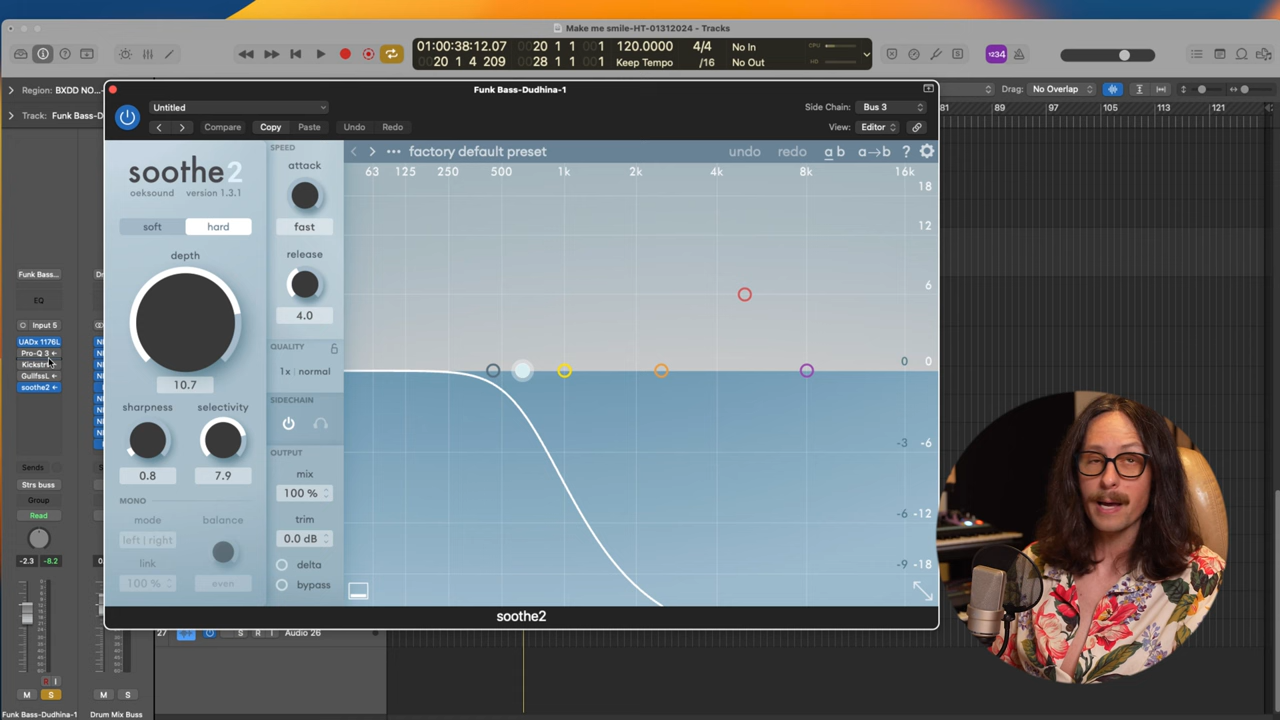 Make me smile-HT-01312024 - Tracks
01:00:38:12.07
20 1 4 209
20 1 1 1
28 1 1 1
120.0000
Keep Tempo
4/4
/16
No In
No Out
CPU
HD
1234
Region: BXDD NO...
Track: Funk Bass-D
Drag: No Overlap
81 89 97 105 113 121
Funk Bass-Dudhina-1
Untitled
Side Chain: Bus 3
Compare Copy Paste Undo Redo
View: Editor
soothe2
oeksound version 1.3.1
soft hard
depth
10.7
sharpness selectivity
0.8 7.9
MONO
mode balance
left | right
link
100 % even
SPEED
attack
fast
release
4.0
QUALITY
1x normal
SIDECHAIN
OUTPUT
mix
100 %
trim
0.0 dB
delta
bypass
factory default preset
undo redo a b a→b ?
63 125 250 500 1k 2k 4k 8k 16k
18
12
6
0 0
-3 -6
-6 -12
-9 -18
soothe2
Funk Bass...
EQ
Input 5
UADx 1176L
Pro-Q 3
GullfssL
soothe2
Sends
Strs buss
Group
Read
-2.3 -8.2
R I
M S
M S
Funk Bass-Dudhina-1
Drum Mix Buss
27 S R I Audio 26